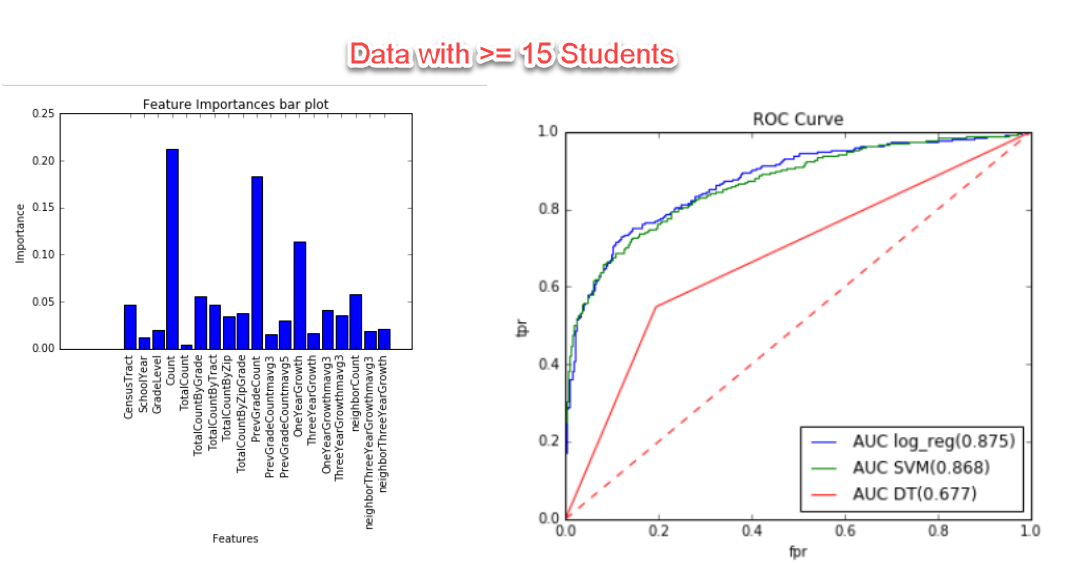 Data with >= 15 Students
Feature Importances bar plot
0.25
0.20
0.15
0.10
0.05
0.00
Importance
CensusTract
SchoolYear
GradeLevel
Count
TotalCount
TotalCountByGrade
TotalCountByTract
TotalCountByZip
TotalCountByZipGrade
PrevGradeCount
PrevGradeCountmavg3
PrevGradeCountmavg5
OneYearGrowth
ThreeYearGrowth
OneYearGrowthmavg3
ThreeYearGrowthmavg3
neighborCount
neighborThreeYearGrowthmavg3
neighborThreeYearGrowth
Features
ROC Curve
1.0
0.8
0.6
0.4
0.2
0.0
tpr
0.0 0.2 0.4 0.6 0.8 1.0
fpr
AUC log_reg(0.875)
AUC SVM(0.868)
AUC DT(0.677)